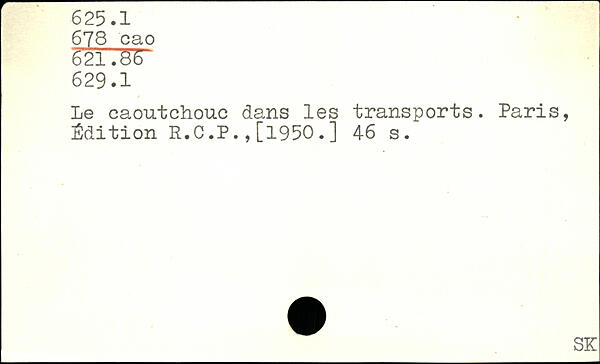 625.1
678 cao
621.86
629.1
Le caoutchouc dans les transports. Paris,
Édition R.C.P.,[1950.] 46 s.
SK